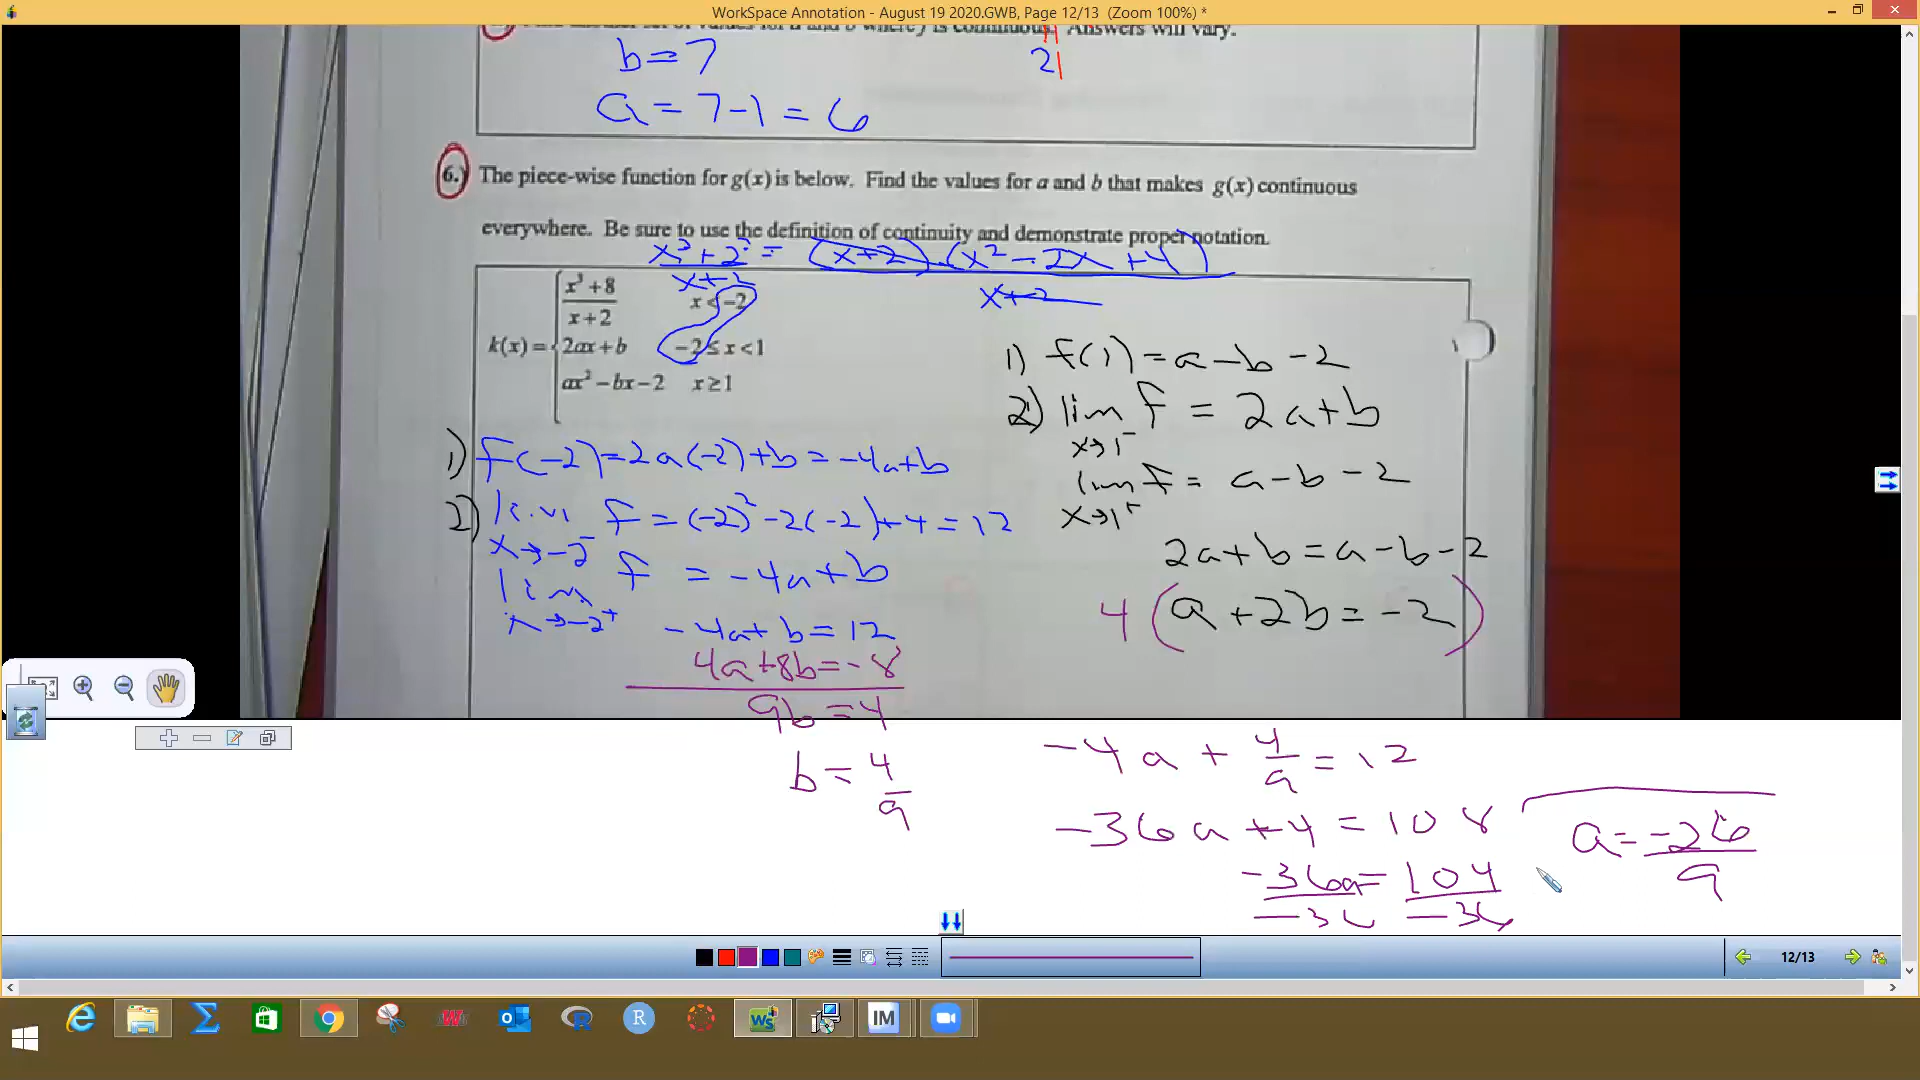 WorkSpace Annotation - August 19 2020.GWB, Page 12/13 (Zoom 100%) *
f is continuous. Answers will vary.
b = 7
21
a = 7-1 = 6
6.) The piece-wise function for g(x) is below. Find the values for a and b that makes g(x) continuous
everywhere. Be sure to use the definition of continuity and demonstrate proper notation.
x³+2³ = (x+2)·(x²-2x+4)
x+2
x+2
k(x) =
x³+8
x+2
x < -2
2ax+b -2 ≤ x < 1
ax² - bx - 2 x ≥ 1
1) f(-2) = 2a(-2)+b = -4a+b
2) lim f = (-2)² -2(-2)+4 = 12
x→-2⁻
lim f = -4a+b
x→-2⁺
-4a+b = 12
4a+8b = -8
9b = 4
b = 4/9
1) f(1) = a-b-2
2) lim f = 2a+b
x→1⁻
lim f = a-b-2
x→1⁺
2a+b = a-b-2
4(a+2b = -2)
-4a + 4/9 = 12
-36a+4 = 108
-36a = 104
-36 -36
a = -26/9
12/13
IM